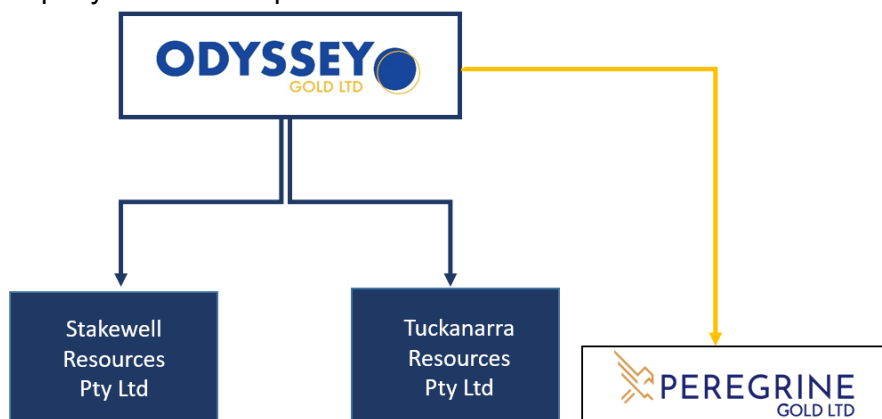 ODYSSEY
GOLD LTD
Stakewell
Resources
Pty Ltd
Tuckanarra
Resources
Pty Ltd
PEREGRINE
GOLD LTD